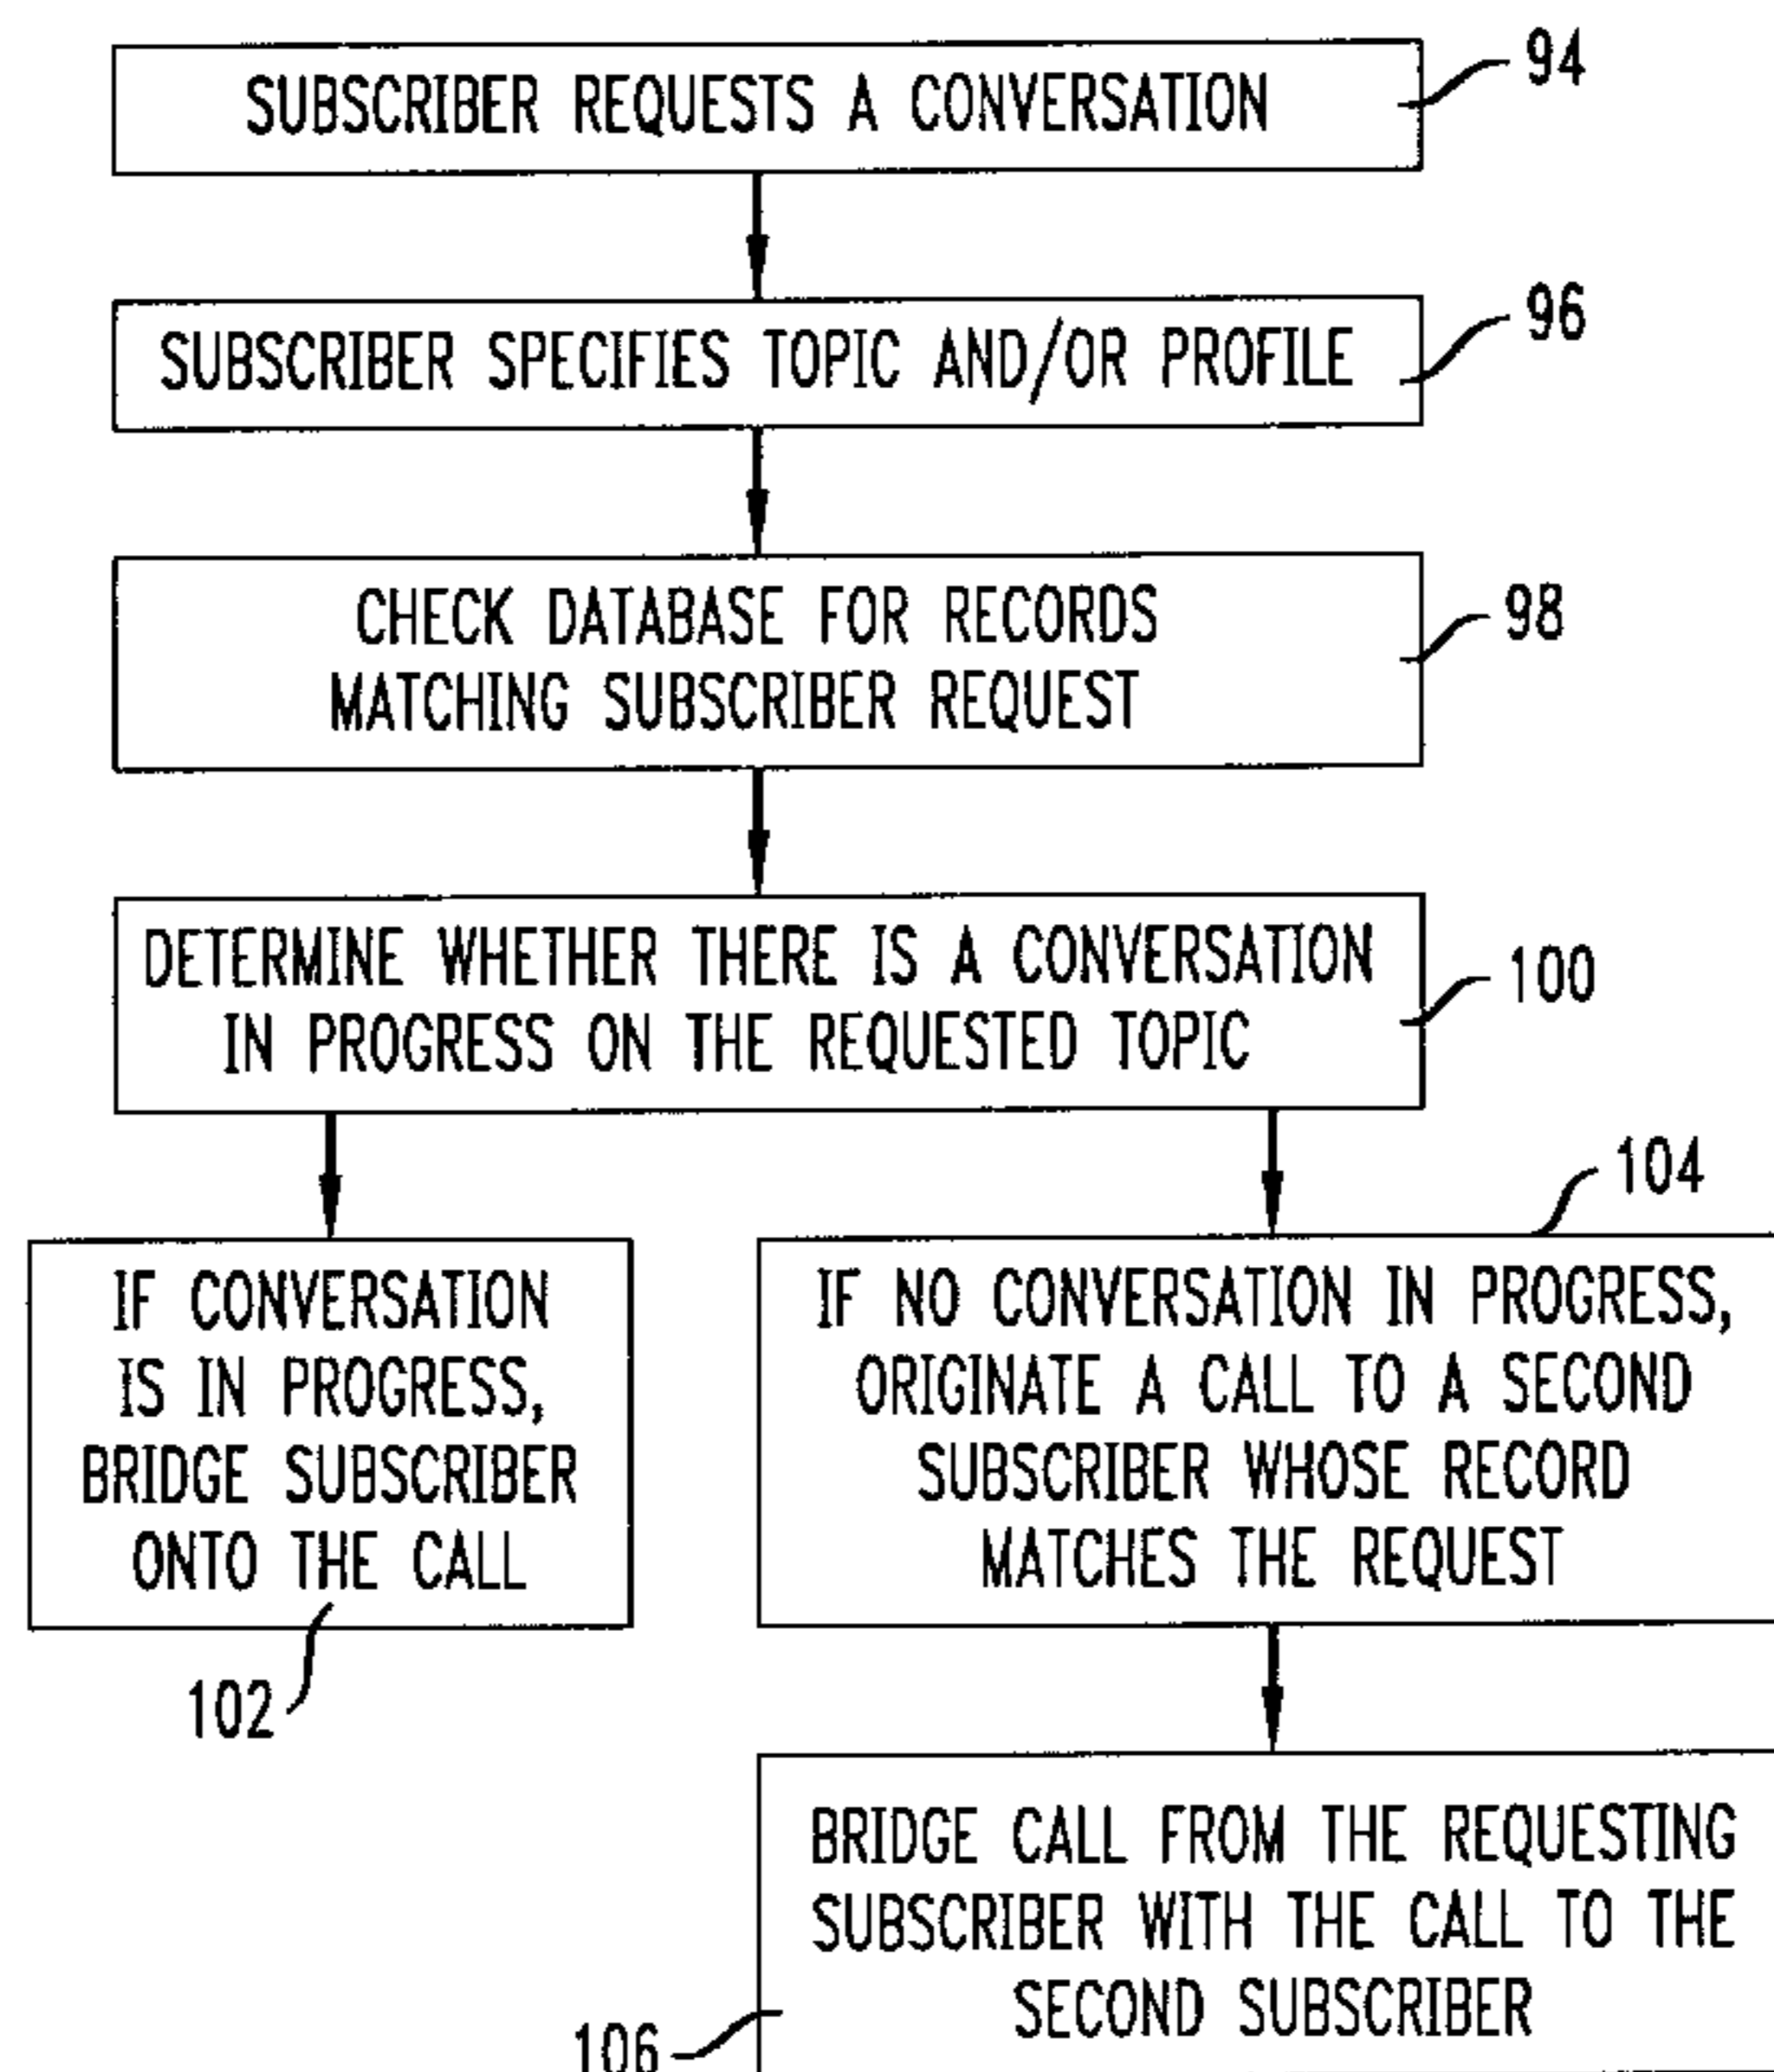 SUBSCRIBER REQUESTS A CONVERSATION
94
SUBSCRIBER SPECIFIES TOPIC AND/OR PROFILE
96
CHECK DATABASE FOR RECORDS
MATCHING SUBSCRIBER REQUEST
98
DETERMINE WHETHER THERE IS A CONVERSATION
IN PROGRESS ON THE REQUESTED TOPIC
100
IF CONVERSATION
IS IN PROGRESS,
BRIDGE SUBSCRIBER
ONTO THE CALL
102
104
IF NO CONVERSATION IN PROGRESS,
ORIGINATE A CALL TO A SECOND
SUBSCRIBER WHOSE RECORD
MATCHES THE REQUEST
BRIDGE CALL FROM THE REQUESTING
SUBSCRIBER WITH THE CALL TO THE
SECOND SUBSCRIBER
106